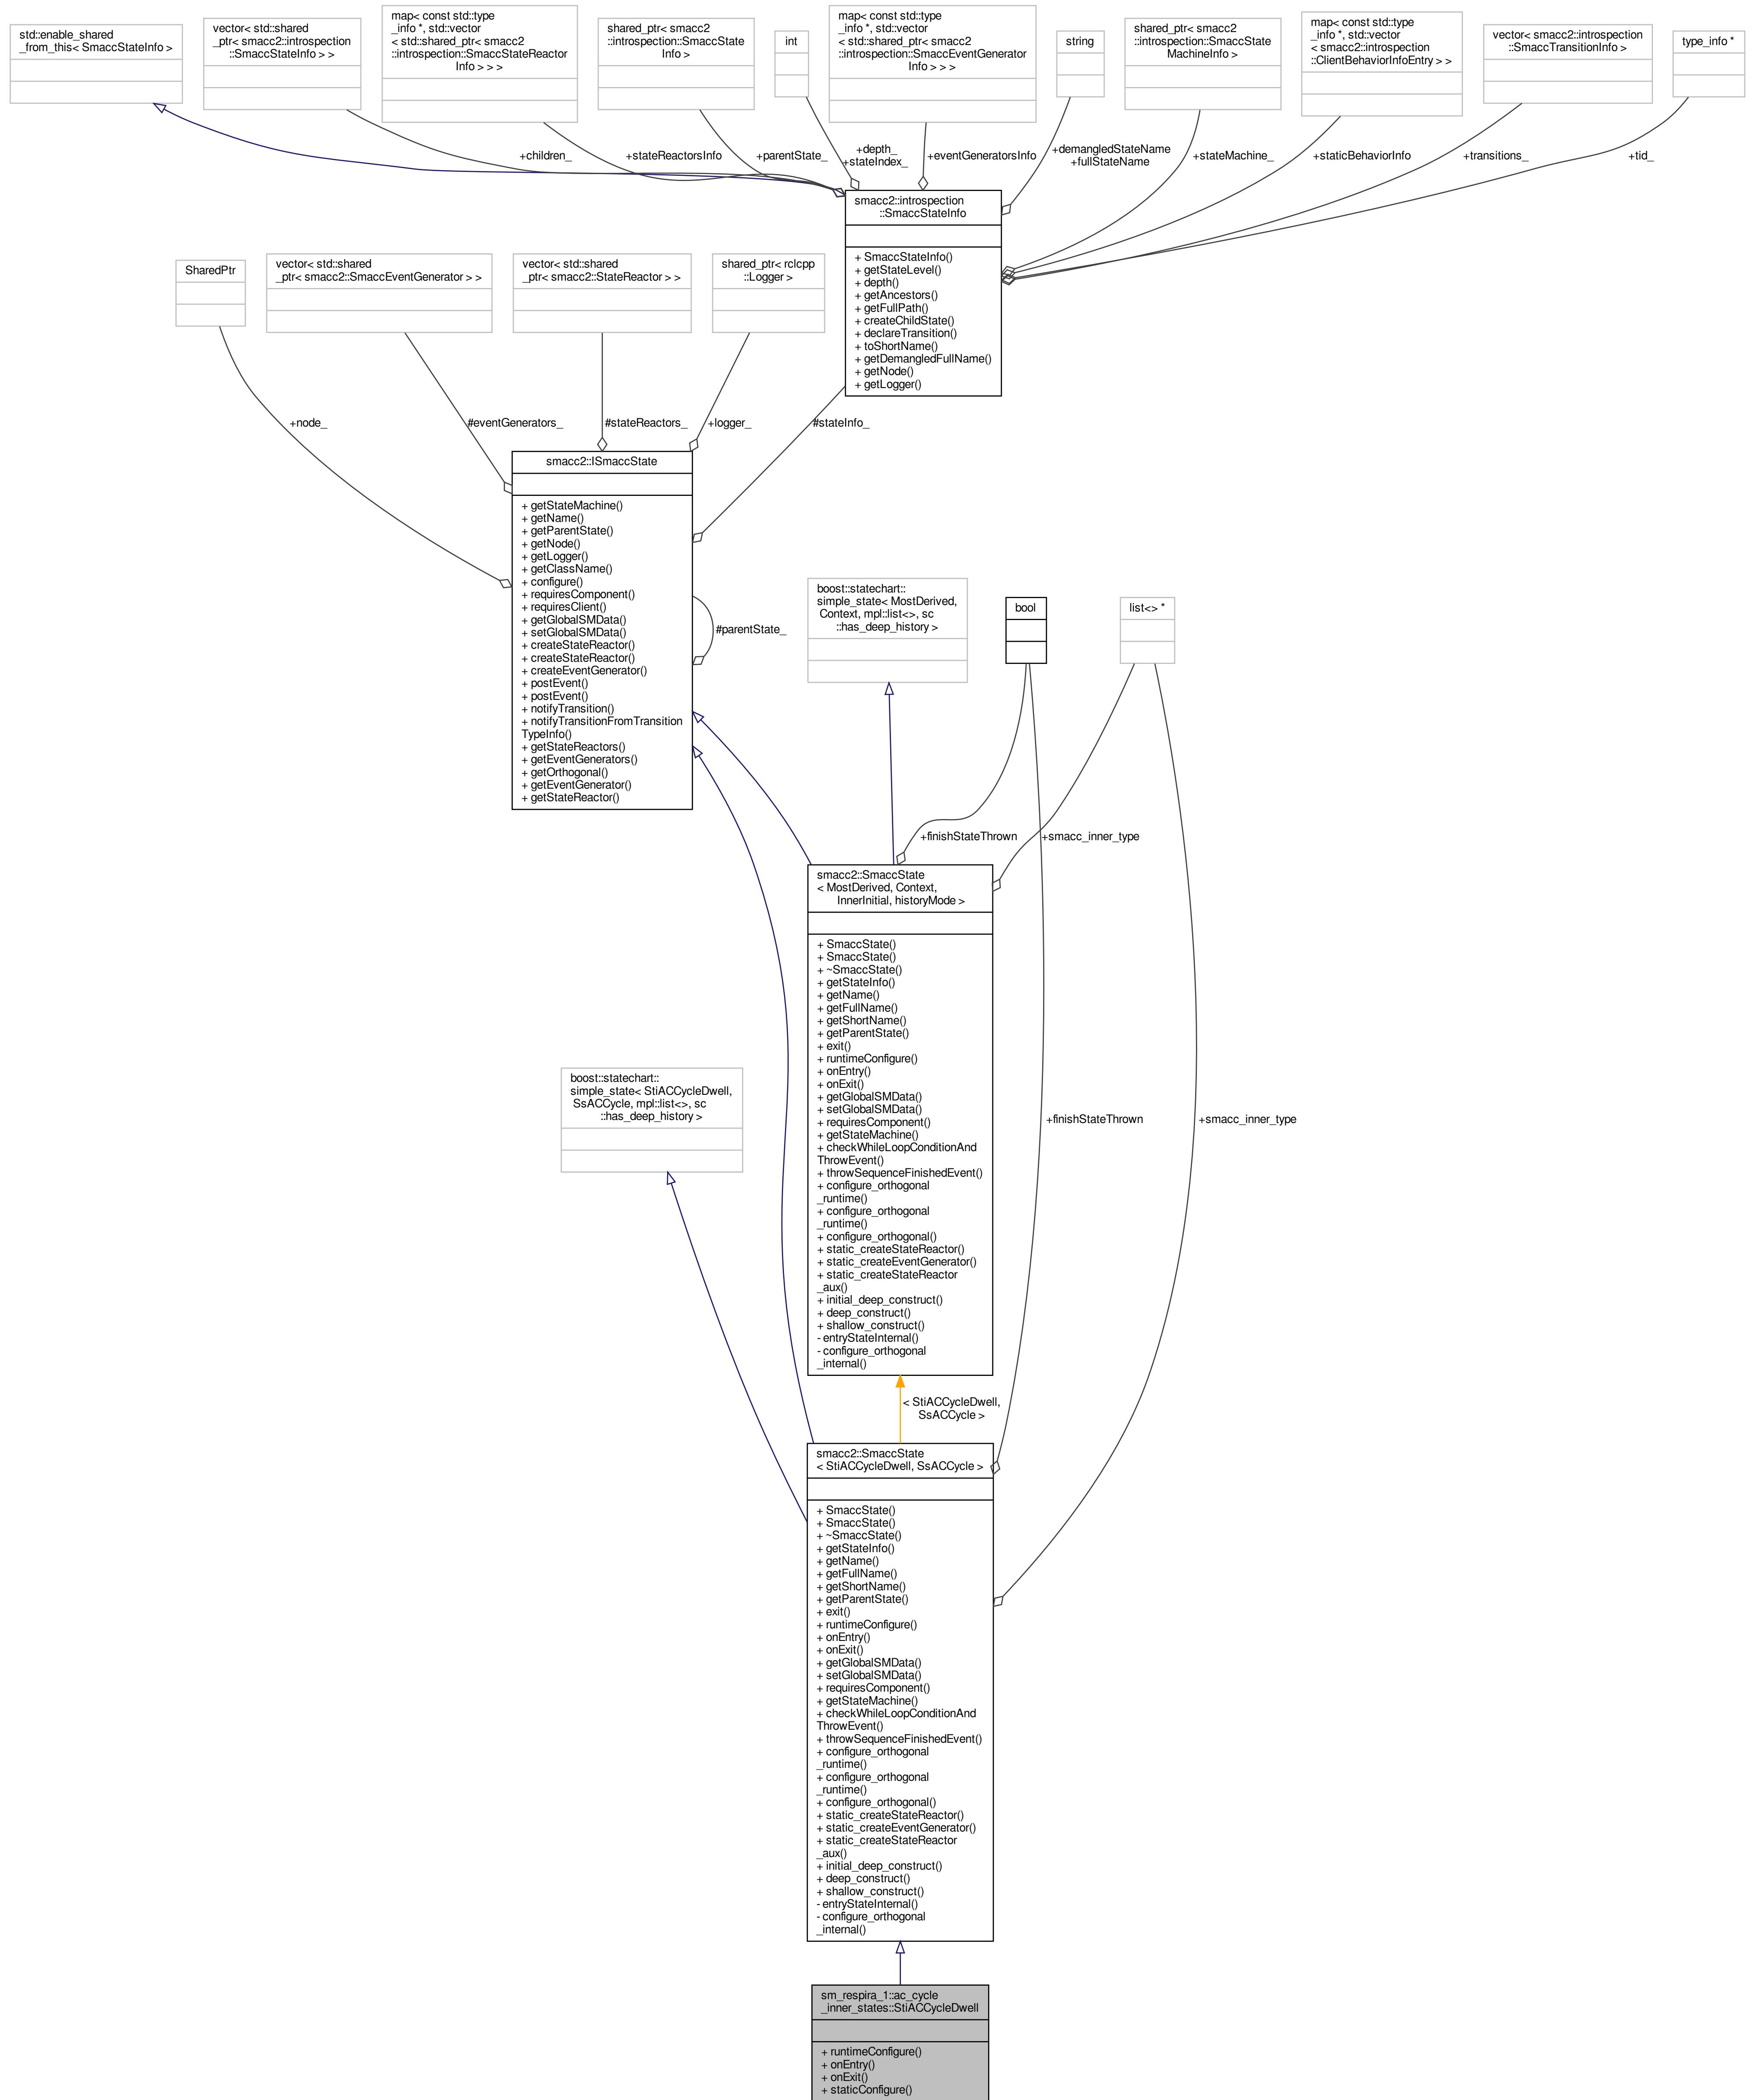 std::enable_shared
_from_this< SmaccStateInfo >
vector< std::shared
_ptr< smacc2::introspection
::SmaccStateInfo > >
map< const std::type
_info *, std::vector
< std::shared_ptr< smacc2
::introspection::SmaccStateReactor
Info > > >
shared_ptr< smacc2
::introspection::SmaccState
Info >
int
map< const std::type
_info *, std::vector
< std::shared_ptr< smacc2
::introspection::SmaccEventGenerator
Info > > >
string
shared_ptr< smacc2
::introspection::SmaccState
MachineInfo >
map< const std::type
_info *, std::vector
< smacc2::introspection
::ClientBehaviorInfoEntry > >
vector< smacc2::introspection
::SmaccTransitionInfo >
type_info *
+children_
+stateReactorsInfo
+parentState_
+depth_
+stateIndex_
+eventGeneratorsInfo
+demangledStateName
+fullStateName
+stateMachine_
+staticBehaviorInfo
+transitions_
+tid_
smacc2::introspection
::SmaccStateInfo
+ SmaccStateInfo()
+ getStateLevel()
+ depth()
+ getAncestors()
+ getFullPath()
+ createChildState()
+ declareTransition()
+ toShortName()
+ getDemangledFullName()
+ getNode()
+ getLogger()
SharedPtr
vector< std::shared
_ptr< smacc2::SmaccEventGenerator > >
vector< std::shared
_ptr< smacc2::StateReactor > >
shared_ptr< rclcpp
::Logger >
+node_
#eventGenerators_
#stateReactors_
+logger_
#stateInfo_
smacc2::ISmaccState
+ getStateMachine()
+ getName()
+ getParentState()
+ getNode()
+ getLogger()
+ getClassName()
+ configure()
+ requiresComponent()
+ requiresClient()
+ getGlobalSMData()
+ setGlobalSMData()
+ createStateReactor()
+ createStateReactor()
+ createEventGenerator()
+ postEvent()
+ postEvent()
+ notifyTransition()
+ notifyTransitionFromTransition
TypeInfo()
+ getStateReactors()
+ getEventGenerators()
+ getOrthogonal()
+ getEventGenerator()
+ getStateReactor()
#parentState_
boost::statechart::
simple_state< MostDerived,
Context, mpl::list<>, sc
::has_deep_history >
bool
list<> *
+finishStateThrown
+smacc_inner_type
smacc2::SmaccState
< MostDerived, Context,
InnerInitial, historyMode >
+ SmaccState()
+ SmaccState()
+ ~SmaccState()
+ getStateInfo()
+ getName()
+ getFullName()
+ getShortName()
+ getParentState()
+ exit()
+ runtimeConfigure()
+ onEntry()
+ onExit()
+ getGlobalSMData()
+ setGlobalSMData()
+ requiresComponent()
+ getStateMachine()
+ checkWhileLoopConditionAnd
ThrowEvent()
+ throwSequenceFinishedEvent()
+ configure_orthogonal
_runtime()
+ configure_orthogonal
_runtime()
+ configure_orthogonal()
+ static_createStateReactor()
+ static_createEventGenerator()
+ static_createStateReactor
_aux()
+ initial_deep_construct()
+ deep_construct()
+ shallow_construct()
- entryStateInternal()
- configure_orthogonal
_internal()
boost::statechart::
simple_state< StiACCycleDwell,
SsACCycle, mpl::list<>, sc
::has_deep_history >
+finishStateThrown
+smacc_inner_type
< StiACCycleDwell,
SsACCycle >
smacc2::SmaccState
< StiACCycleDwell, SsACCycle >
+ SmaccState()
+ SmaccState()
+ ~SmaccState()
+ getStateInfo()
+ getName()
+ getFullName()
+ getShortName()
+ getParentState()
+ exit()
+ runtimeConfigure()
+ onEntry()
+ onExit()
+ getGlobalSMData()
+ setGlobalSMData()
+ requiresComponent()
+ getStateMachine()
+ checkWhileLoopConditionAnd
ThrowEvent()
+ throwSequenceFinishedEvent()
+ configure_orthogonal
_runtime()
+ configure_orthogonal
_runtime()
+ configure_orthogonal()
+ static_createStateReactor()
+ static_createEventGenerator()
+ static_createStateReactor
_aux()
+ initial_deep_construct()
+ deep_construct()
+ shallow_construct()
- entryStateInternal()
- configure_orthogonal
_internal()
sm_respira_1::ac_cycle
_inner_states::StiACCycleDwell
+ runtimeConfigure()
+ onEntry()
+ onExit()
+ staticConfigure()